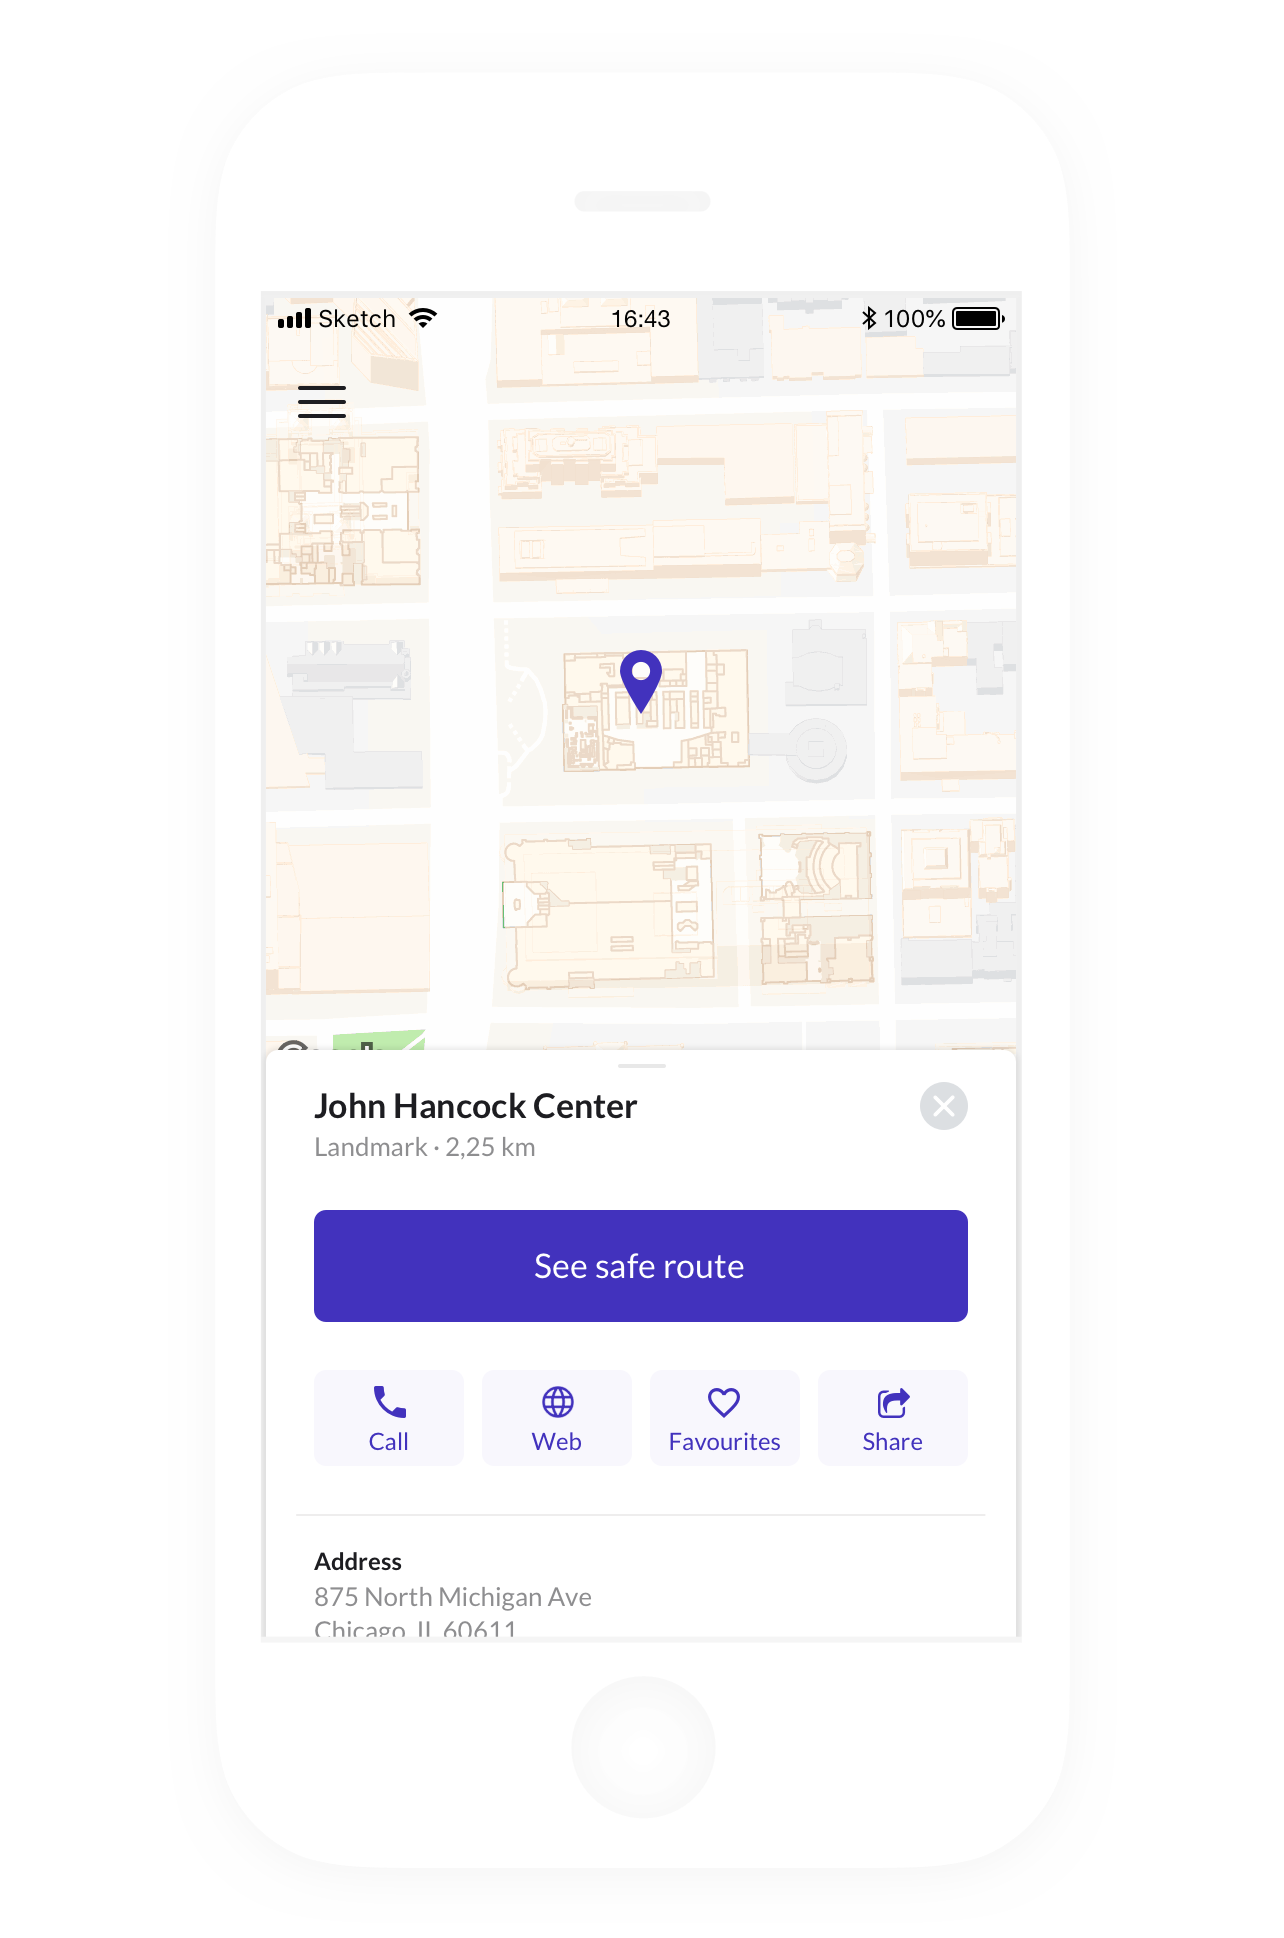 Sketch 16:43 100%
John Hancock Center
Landmark · 2,25 km
See safe route
Call Web Favourites Share
Address
875 North Michigan Ave
Chicago, IL 60611